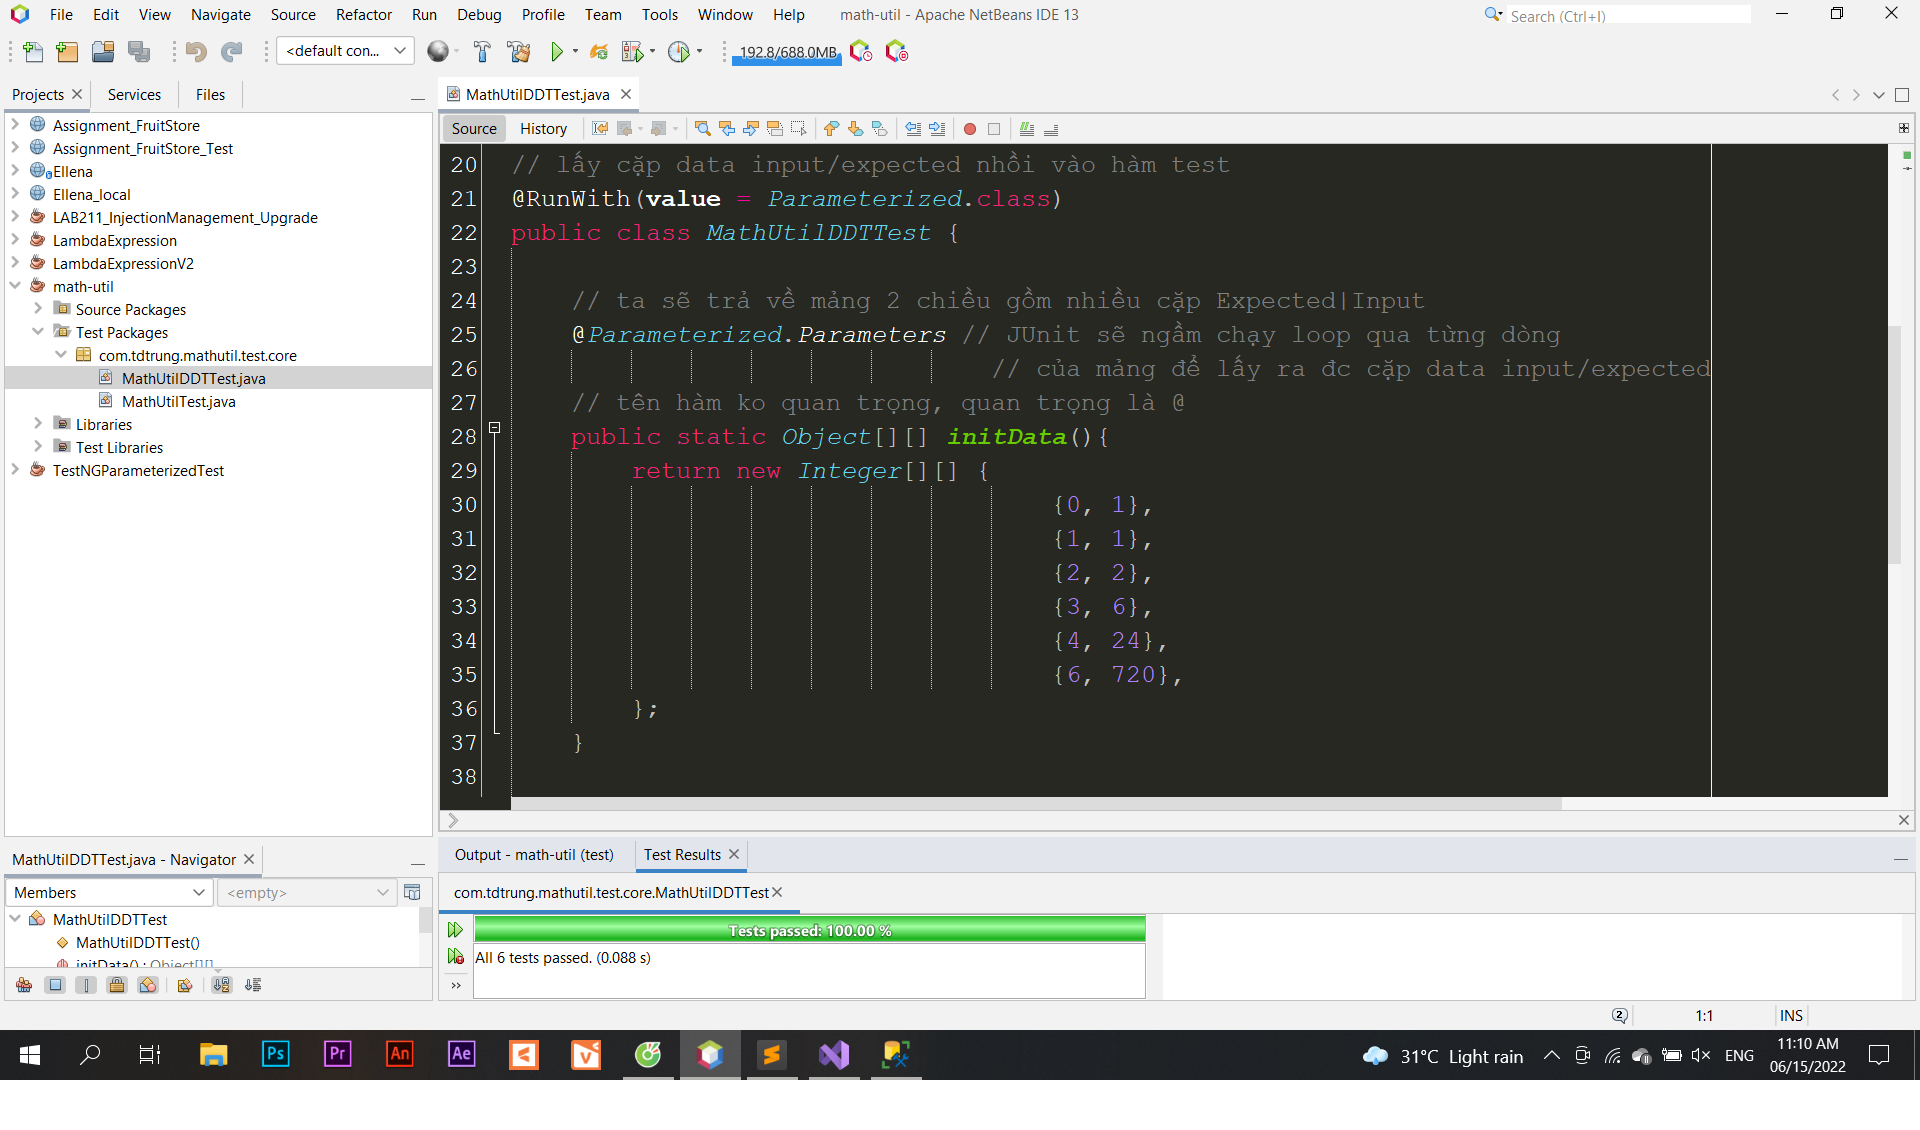 File Edit View Navigate Source Refactor Run Debug Profile Team Tools Window Help math-util - Apache NetBeans IDE 13 Search (Ctrl+I)
<default con... 192.8/688.0MB
Projects Services Files MathUtilDDTTest.java
Source History
Assignment_FruitStore
Assignment_FruitStore_Test
Ellena
Ellena_local
LAB211_InjectionManagement_Upgrade
LambdaExpression
LambdaExpressionV2
math-util
Source Packages
Test Packages
com.tdtrung.mathutil.test.core
MathUtilDDTTest.java
MathUtilTest.java
Libraries
Test Libraries
TestNGParameterizedTest
20 // lấy cặp data input/expected nhồi vào hàm test
21 @RunWith(value = Parameterized.class)
22 public class MathUtilDDTTest {
23
24 // ta sẽ trả về mảng 2 chiều gồm nhiều cặp Expected|Input
25 @Parameterized.Parameters // JUnit sẽ ngầm chạy loop qua từng dòng
26 // của mảng để lấy ra đc cặp data input/expected
27 // tên hàm ko quan trọng, quan trọng là @
28 public static Object[][] initData(){
29 return new Integer[][] {
30 {0, 1},
31 {1, 1},
32 {2, 2},
33 {3, 6},
34 {4, 24},
35 {6, 720},
36 };
37 }
38
MathUtilDDTTest.java - Navigator
Members <empty>
MathUtilDDTTest
MathUtilDDTTest()
initData() : Object[][]
Output - math-util (test) Test Results
com.tdtrung.mathutil.test.core.MathUtilDDTTest
Tests passed: 100.00 %
All 6 tests passed. (0.088 s)
2 1:1 INS
Ps Pr An Ae
31°C Light rain ENG 11:10 AM
06/15/2022